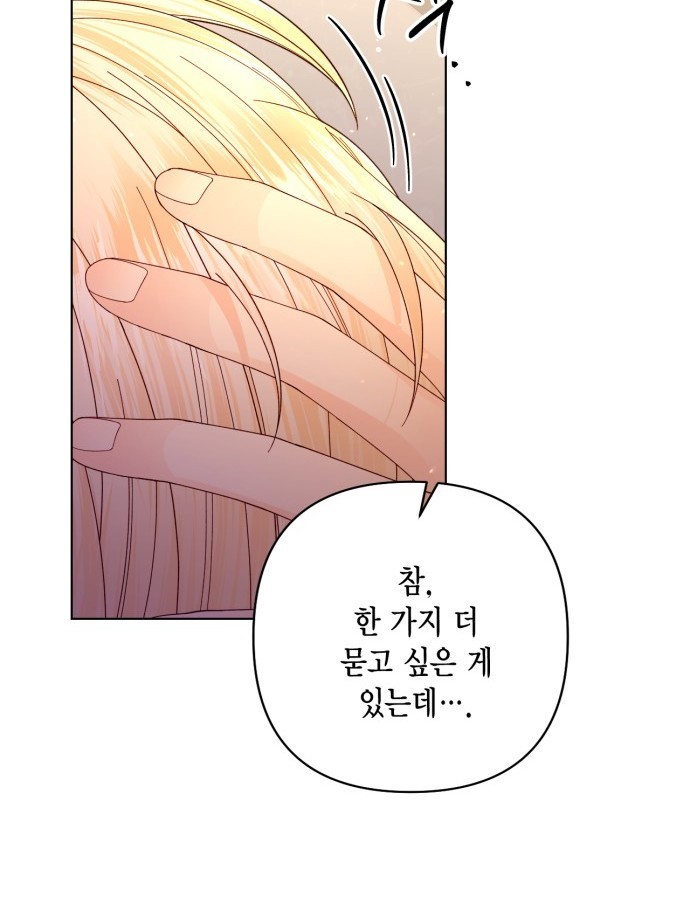 참,
한 가지 더
묻고 싶은 게
있는데….